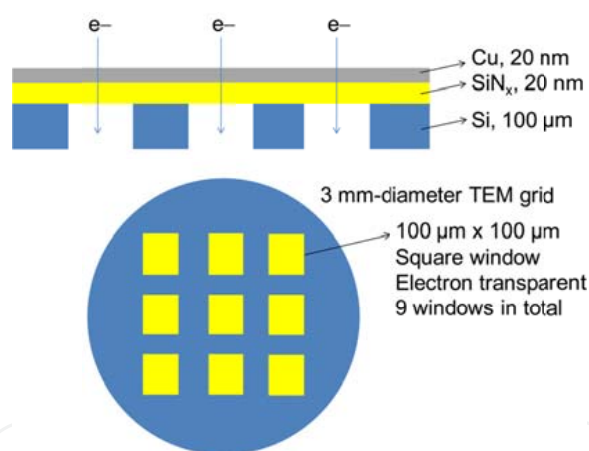 e– e– e–
Cu, 20 nm
SiNₓ, 20 nm
Si, 100 µm
3 mm-diameter TEM grid
100 µm x 100 µm
Square window
Electron transparent
9 windows in total